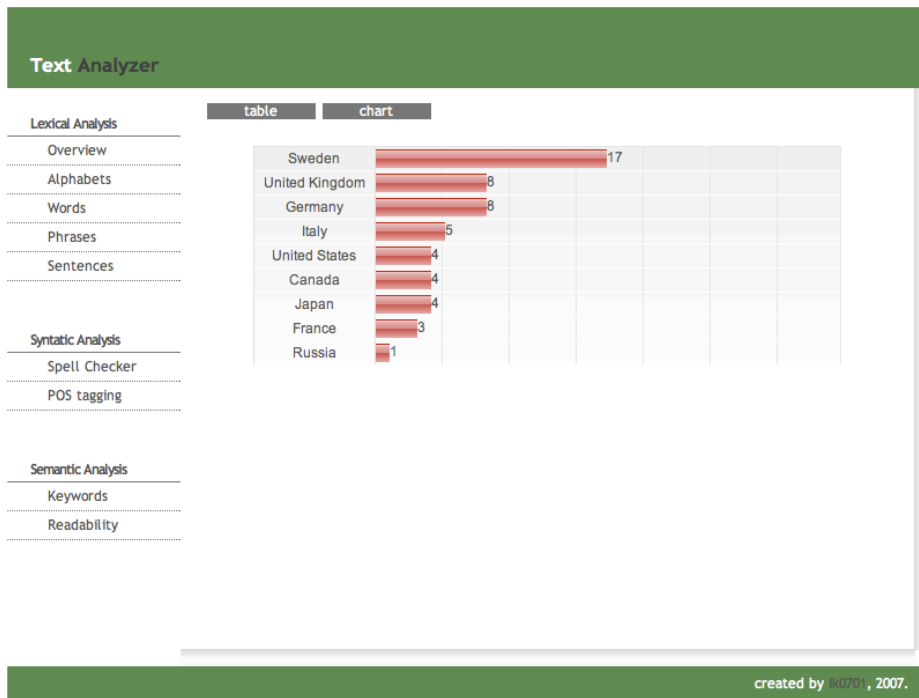 Text Analyzer
Lexical Analysis
Overview
Alphabets
Words
Phrases
Sentences
Syntatic Analysis
Spell Checker
POS tagging
Semantic Analysis
Keywords
Readability
table chart
Sweden 17
United Kingdom 8
Germany 8
Italy 5
United States 4
Canada 4
Japan 4
France 3
Russia 1
created by ik0701, 2007.